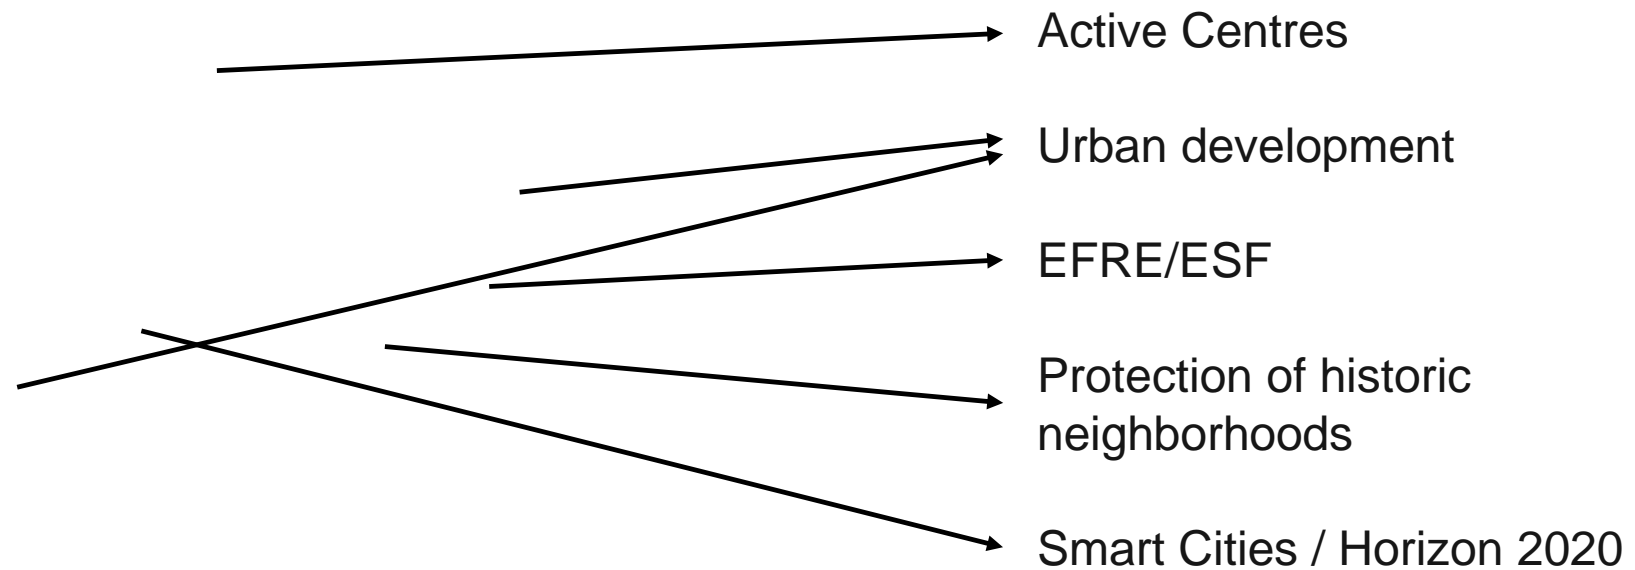 Active Centres
Urban development
EFRE/ESF
Protection of historic
neighborhoods
Smart Cities / Horizon 2020